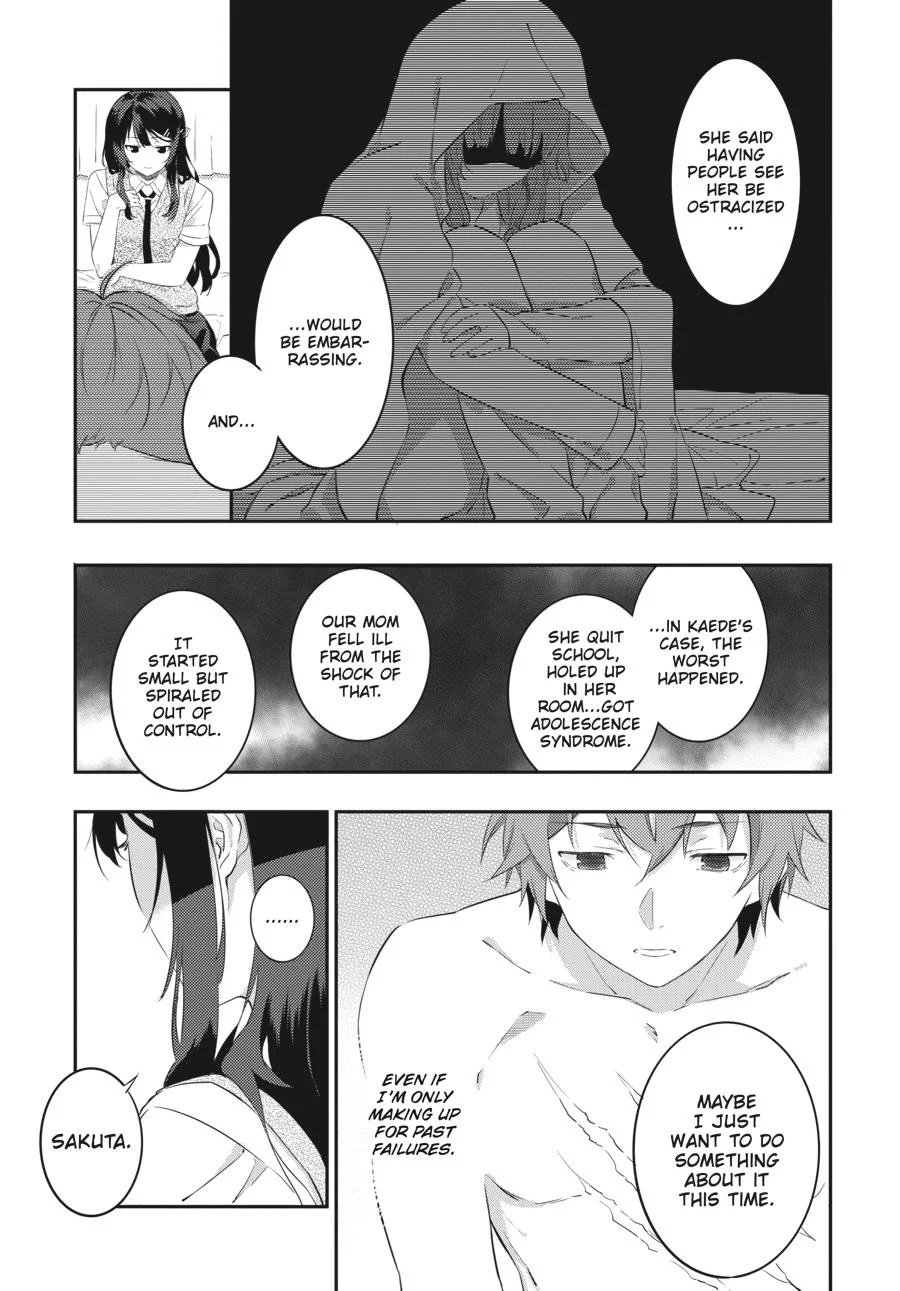 SHE SAID
HAVING
PEOPLE SEE
HER BE
OSTRACIZED
...
...WOULD
BE EMBAR-
RASSING.
AND...
...IN KAEDE'S
CASE, THE
WORST
HAPPENED.
SHE QUIT
SCHOOL,
HOLED UP
IN HER
ROOM...GOT
ADOLESCENCE
SYNDROME.
OUR MOM
FELL ILL
FROM THE
SHOCK OF
THAT.
IT
STARTED
SMALL BUT
SPIRALED
OUT OF
CONTROL.
MAYBE
I JUST
WANT TO DO
SOMETHING
ABOUT IT
THIS TIME.
EVEN IF
I'M ONLY
MAKING UP
FOR PAST
FAILURES.
......
SAKUTA.